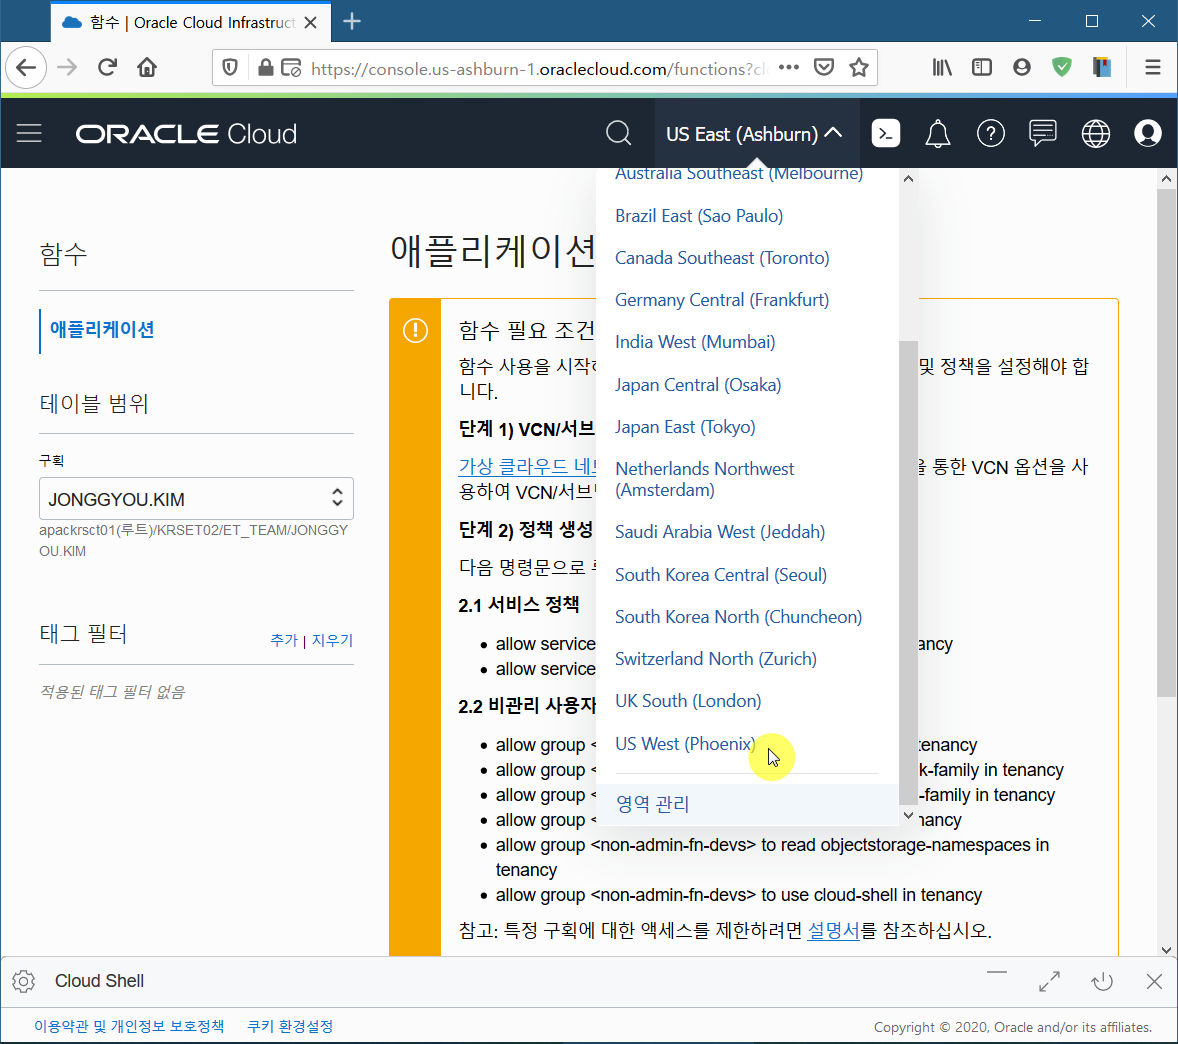 함수 | Oracle Cloud Infrastruct
https://console.us-ashburn-1.oraclecloud.com/functions?cl
ORACLE Cloud
US East (Ashburn)
함수
애플리케이션
테이블 범위
구획
JONGGYOU.KIM
apackrsct01(루트)/KRSET02/ET_TEAM/JONGGY
OU.KIM
태그 필터
추가 | 지우기
적용된 태그 필터 없음
애플리케이션
함수 필요 조건
함수 사용을 시작하 및 정책을 설정해야 합
니다.
단계 1) VCN/서브
가상 클라우드 네트 을 통한 VCN 옵션을 사
용하여 VCN/서브
단계 2) 정책 생성
다음 명령문으로
2.1 서비스 정책
allow service ancy
allow service
2.2 비관리 사용자
allow group < tenancy
allow group < k-family in tenancy
allow group < -family in tenancy
allow group < nancy
allow group <non-admin-fn-devs> to read objectstorage-namespaces in
tenancy
allow group <non-admin-fn-devs> to use cloud-shell in tenancy
참고: 특정 구획에 대한 액세스를 제한하려면 설명서를 참조하십시오.
Australia Southeast (Melbourne)
Brazil East (Sao Paulo)
Canada Southeast (Toronto)
Germany Central (Frankfurt)
India West (Mumbai)
Japan Central (Osaka)
Japan East (Tokyo)
Netherlands Northwest
(Amsterdam)
Saudi Arabia West (Jeddah)
South Korea Central (Seoul)
South Korea North (Chuncheon)
Switzerland North (Zurich)
UK South (London)
US West (Phoenix)
영역 관리
Cloud Shell
이용약관 및 개인정보 보호정책 쿠키 환경설정
Copyright © 2020, Oracle and/or its affiliates.